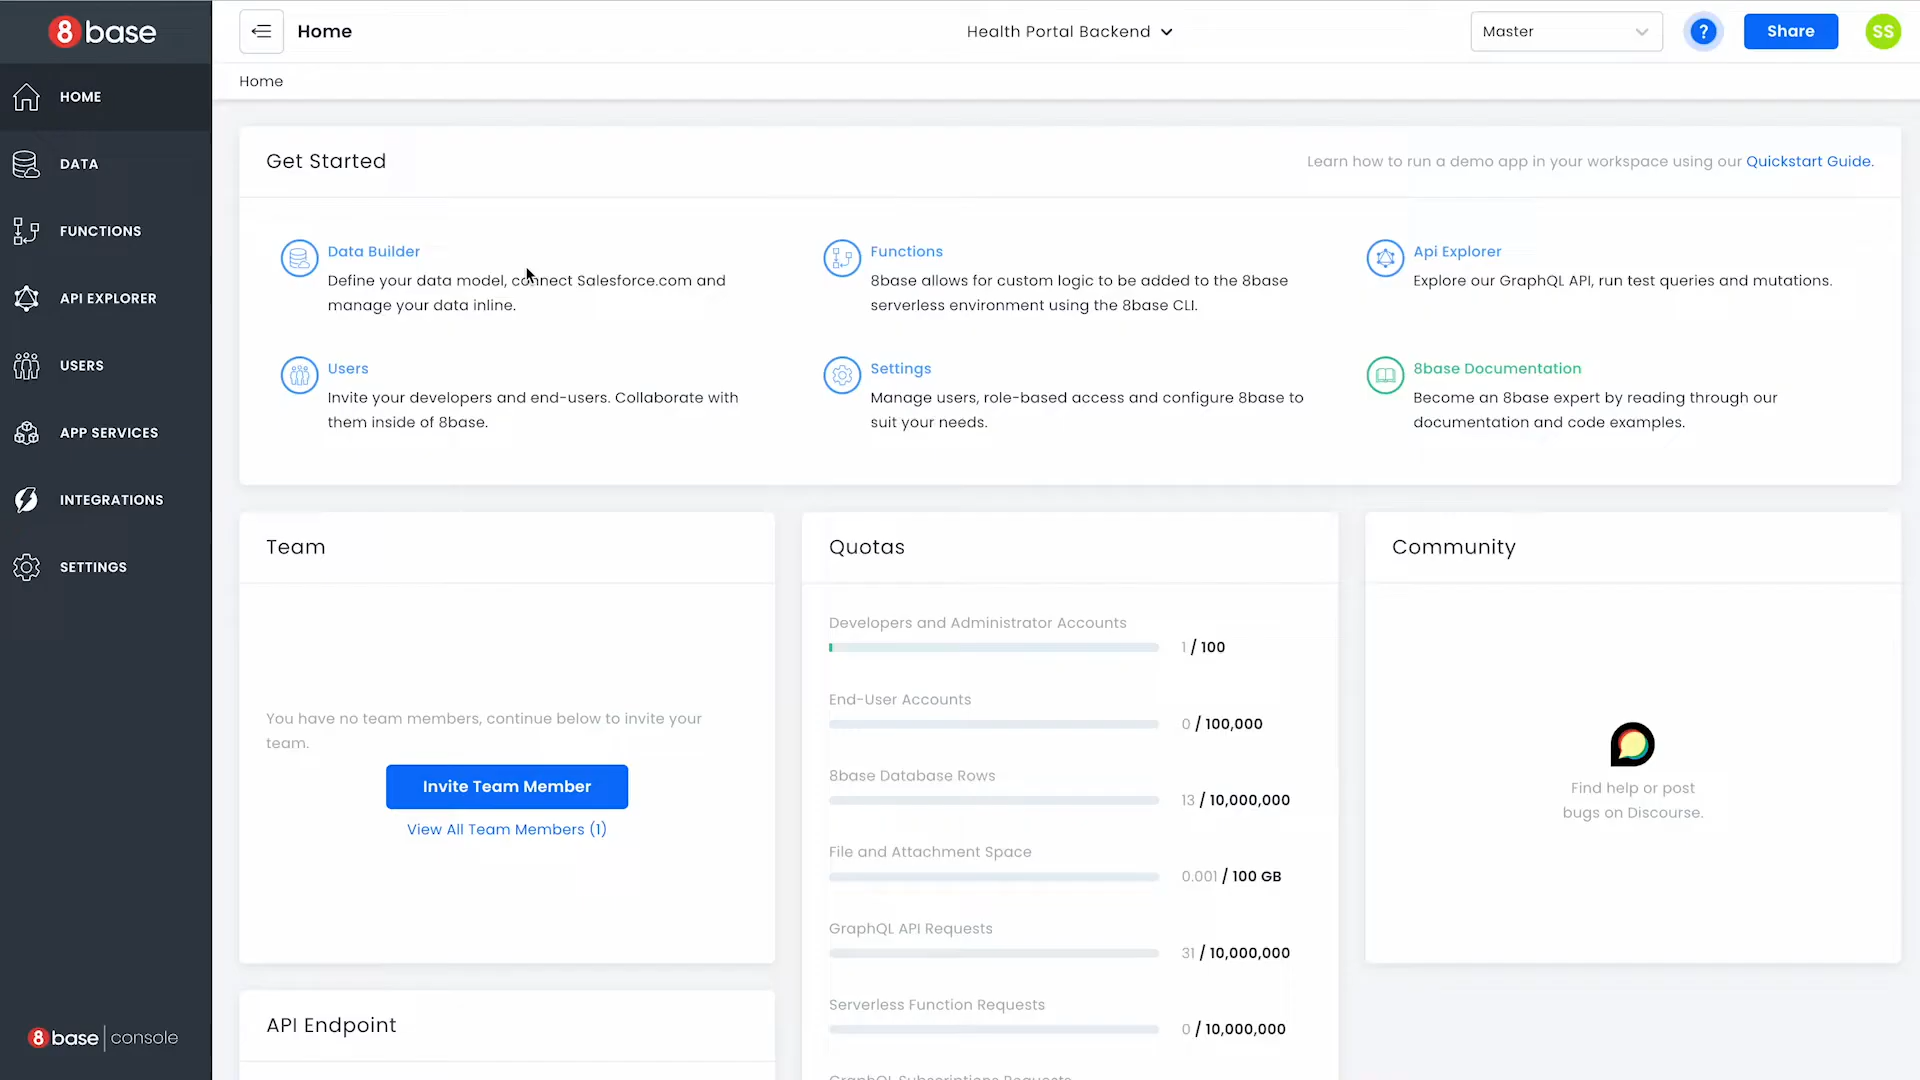 8base
Home
Health Portal Backend
Master
?
Share
SS
Home
HOME
DATA
FUNCTIONS
API EXPLORER
USERS
APP SERVICES
INTEGRATIONS
SETTINGS
8base console
Get Started
Learn how to run a demo app in your workspace using our Quickstart Guide.
Data Builder
Define your data model, connect Salesforce.com and
manage your data inline.
Functions
8base allows for custom logic to be added to the 8base
serverless environment using the 8base CLI.
Api Explorer
Explore our GraphQL API, run test queries and mutations.
Users
Invite your developers and end-users. Collaborate with
them inside of 8base.
Settings
Manage users, role-based access and configure 8base to
suit your needs.
8base Documentation
Become an 8base expert by reading through our
documentation and code examples.
Team
You have no team members, continue below to invite your
team.
Invite Team Member
View All Team Members (1)
API Endpoint
Quotas
Developers and Administrator Accounts
1 / 100
End-User Accounts
0 / 100,000
8base Database Rows
13 / 10,000,000
File and Attachment Space
0.001 / 100 GB
GraphQL API Requests
31 / 10,000,000
Serverless Function Requests
0 / 10,000,000
GraphQL Subscriptions Requests
Community
Find help or post
bugs on Discourse.